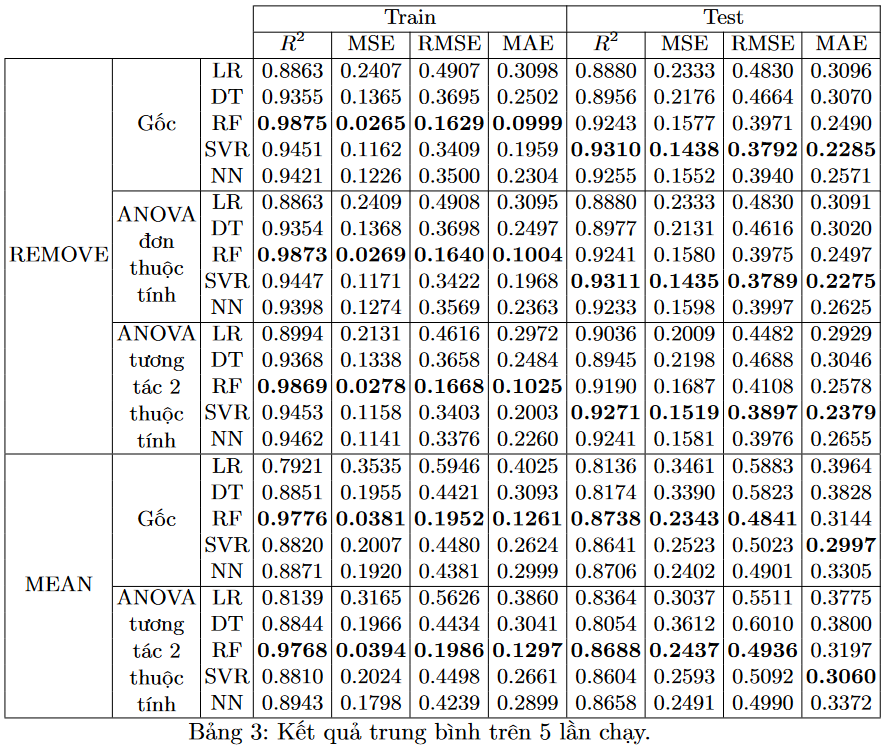 Train Test
R² MSE RMSE MAE R² MSE RMSE MAE
REMOVE
Gốc
LR 0.8863 0.2407 0.4907 0.3098 0.8880 0.2333 0.4830 0.3096
DT 0.9355 0.1365 0.3695 0.2502 0.8956 0.2176 0.4664 0.3070
RF 0.9875 0.0265 0.1629 0.0999 0.9243 0.1577 0.3971 0.2490
SVR 0.9451 0.1162 0.3409 0.1959 0.9310 0.1438 0.3792 0.2285
NN 0.9421 0.1226 0.3500 0.2304 0.9255 0.1552 0.3940 0.2571
ANOVA
đơn
thuộc
tính
LR 0.8863 0.2409 0.4908 0.3095 0.8880 0.2333 0.4830 0.3091
DT 0.9354 0.1368 0.3698 0.2497 0.8977 0.2131 0.4616 0.3020
RF 0.9873 0.0269 0.1640 0.1004 0.9241 0.1580 0.3975 0.2497
SVR 0.9447 0.1171 0.3422 0.1968 0.9311 0.1435 0.3789 0.2275
NN 0.9398 0.1274 0.3569 0.2363 0.9233 0.1598 0.3997 0.2625
ANOVA
tương
tác 2
thuộc
tính
LR 0.8994 0.2131 0.4616 0.2972 0.9036 0.2009 0.4482 0.2929
DT 0.9368 0.1338 0.3658 0.2484 0.8945 0.2198 0.4688 0.3046
RF 0.9869 0.0278 0.1668 0.1025 0.9190 0.1687 0.4108 0.2578
SVR 0.9453 0.1158 0.3403 0.2003 0.9271 0.1519 0.3897 0.2379
NN 0.9462 0.1141 0.3376 0.2260 0.9241 0.1581 0.3976 0.2655
MEAN
Gốc
LR 0.7921 0.3535 0.5946 0.4025 0.8136 0.3461 0.5883 0.3964
DT 0.8851 0.1955 0.4421 0.3093 0.8174 0.3390 0.5823 0.3828
RF 0.9776 0.0381 0.1952 0.1261 0.8738 0.2343 0.4841 0.3144
SVR 0.8820 0.2007 0.4480 0.2624 0.8641 0.2523 0.5023 0.2997
NN 0.8871 0.1920 0.4381 0.2999 0.8706 0.2402 0.4901 0.3305
ANOVA
tương
tác 2
thuộc
tính
LR 0.8139 0.3165 0.5626 0.3860 0.8364 0.3037 0.5511 0.3775
DT 0.8844 0.1966 0.4434 0.3041 0.8054 0.3612 0.6010 0.3800
RF 0.9768 0.0394 0.1986 0.1297 0.8688 0.2437 0.4936 0.3197
SVR 0.8810 0.2024 0.4498 0.2661 0.8604 0.2593 0.5092 0.3060
NN 0.8943 0.1798 0.4239 0.2899 0.8658 0.2491 0.4990 0.3372
Bảng 3: Kết quả trung bình trên 5 lần chạy.